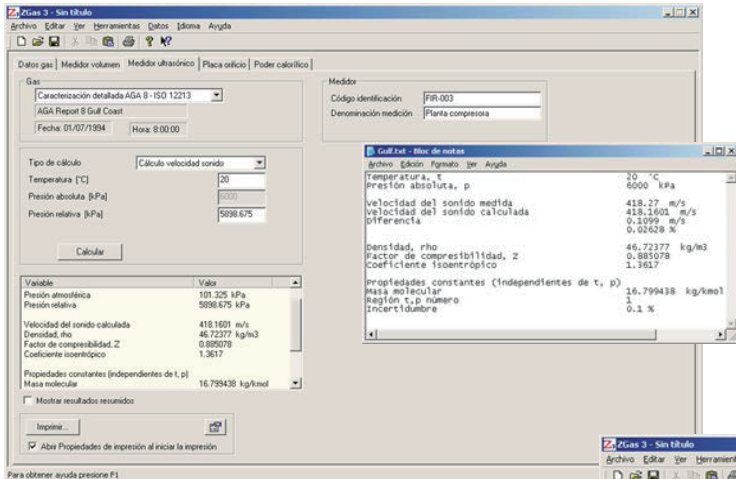 ZGas 3 - Sin título
Archivo Editar Ver Herramientas Datos Idioma Ayuda
Datos gas Medidor volumen Medidor ultrasónico Placa orificio Poder calorífico
Gas
Caracterización detallada AGA 8 - ISO 12213
AGA Report 8 Gulf Coast
Fecha: 01/07/1994 Hora: 8:00:00
Medidor
Código identificación FIR-003
Denominación medición Planta compresora
Tipo de cálculo Cálculo velocidad sonido
Temperatura [°C] 20
Presión absoluta [kPa] 6000
Presión relativa [kPa] 5898.675
Calcular
Variable Valor
Presión atmosférica 101.325 kPa
Presión relativa 5898.675 kPa
Velocidad del sonido calculada 418.1601 m/s
Densidad, rho 46.72377 kg/m3
Factor de compresibilidad, Z 0.885078
Coeficiente isoentrópico 1.3617
Propiedades constantes (independientes de t, p)
Masa molecular 16.799438 kg/kmol
Mostrar resultados resumidos
Imprimir...
Abrir Propiedades de impresión al iniciar la impresión
Para obtener ayuda presione F1
Gulf.txt - Bloc de notas
Archivo Edición Formato Ver Ayuda
Temperatura, t 20 °C
Presión absoluta, p 6000 kPa
Velocidad del sonido medida 418.27 m/s
Velocidad del sonido calculada 418.1601 m/s
Diferencia 0.1099 m/s
0.02628 %
Densidad, rho 46.72377 kg/m3
Factor de compresibilidad, Z 0.885078
Coeficiente isoentrópico 1.3617
Propiedades constantes (independientes de t, p)
Masa molecular 16.799438 kg/kmol
Región t,p número 1
Incertidumbre 0.1 %
ZGas 3 - Sin título
Archivo Editar Ver Herramient